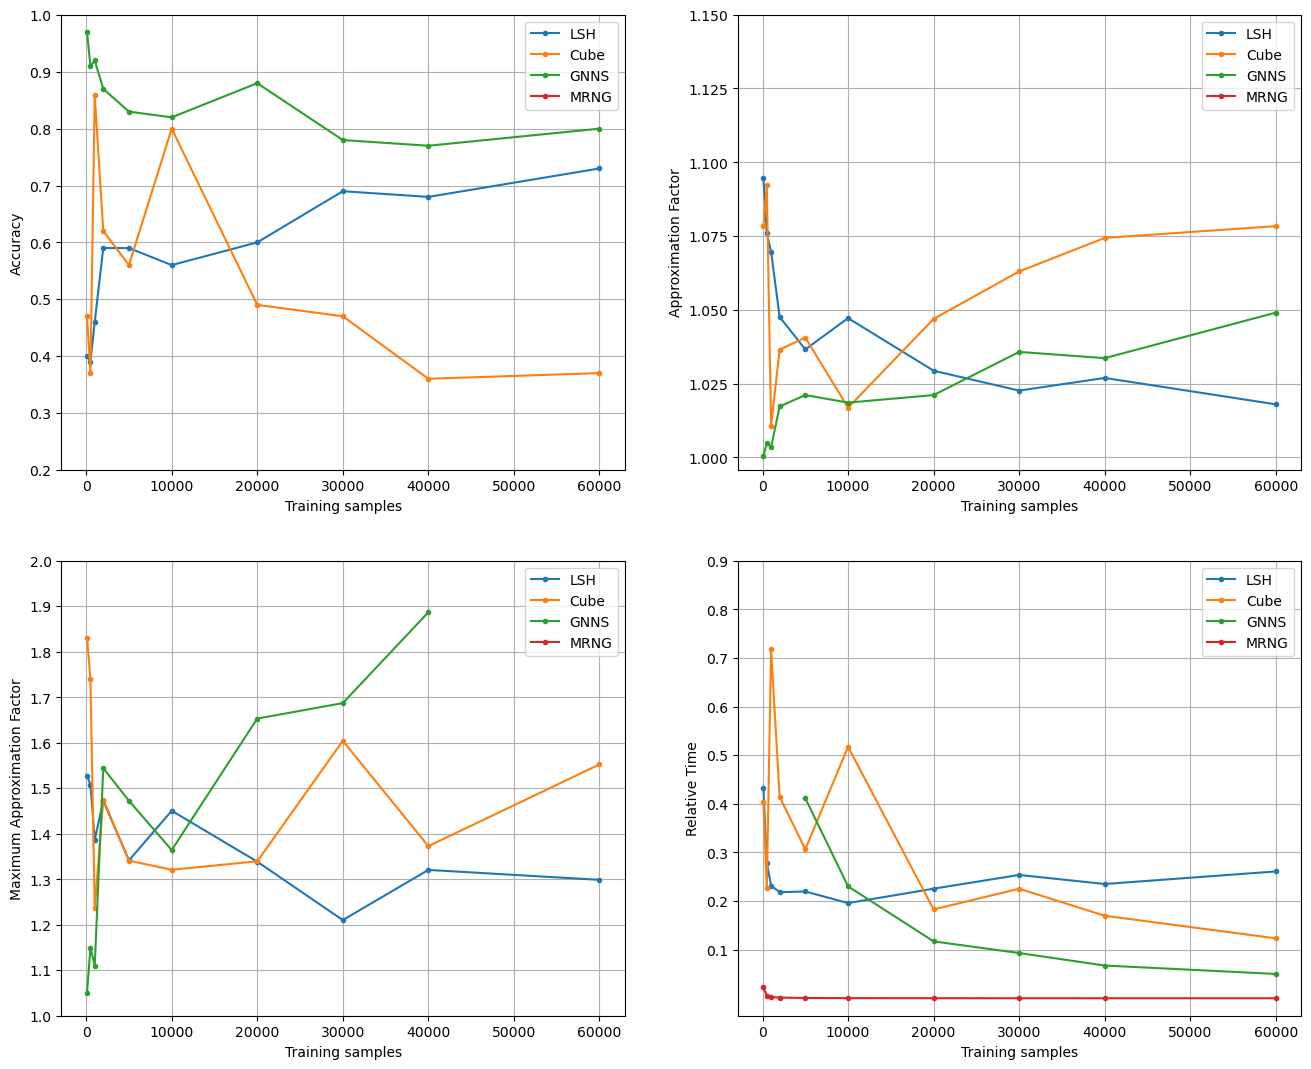 1.0
0.9
0.8
0.7
0.6
0.5
0.4
0.3
0.2
Accuracy
0 10000 20000 30000 40000 50000 60000
Training samples
LSH
Cube
GNNS
MRNG
1.150
1.125
1.100
1.075
1.050
1.025
1.000
Approximation Factor
0 10000 20000 30000 40000 50000 60000
Training samples
LSH
Cube
GNNS
MRNG
2.0
1.9
1.8
1.7
1.6
1.5
1.4
1.3
1.2
1.1
1.0
Maximum Approximation Factor
0 10000 20000 30000 40000 50000 60000
Training samples
LSH
Cube
GNNS
MRNG
0.9
0.8
0.7
0.6
0.5
0.4
0.3
0.2
0.1
Relative Time
0 10000 20000 30000 40000 50000 60000
Training samples
LSH
Cube
GNNS
MRNG